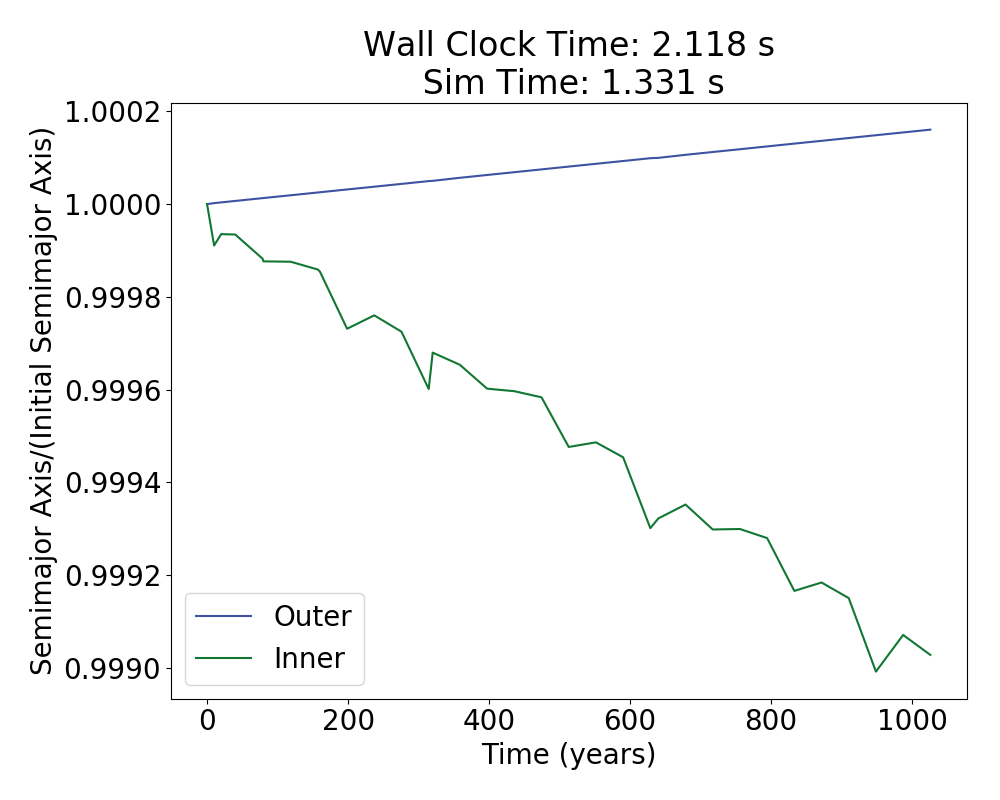 Wall Clock Time: 2.118 s
Sim Time: 1.331 s
Semimajor Axis/(Initial Semimajor Axis)
1.0002
1.0000
0.9998
0.9996
0.9994
0.9992
0.9990
Outer
Inner
0 200 400 600 800 1000
Time (years)